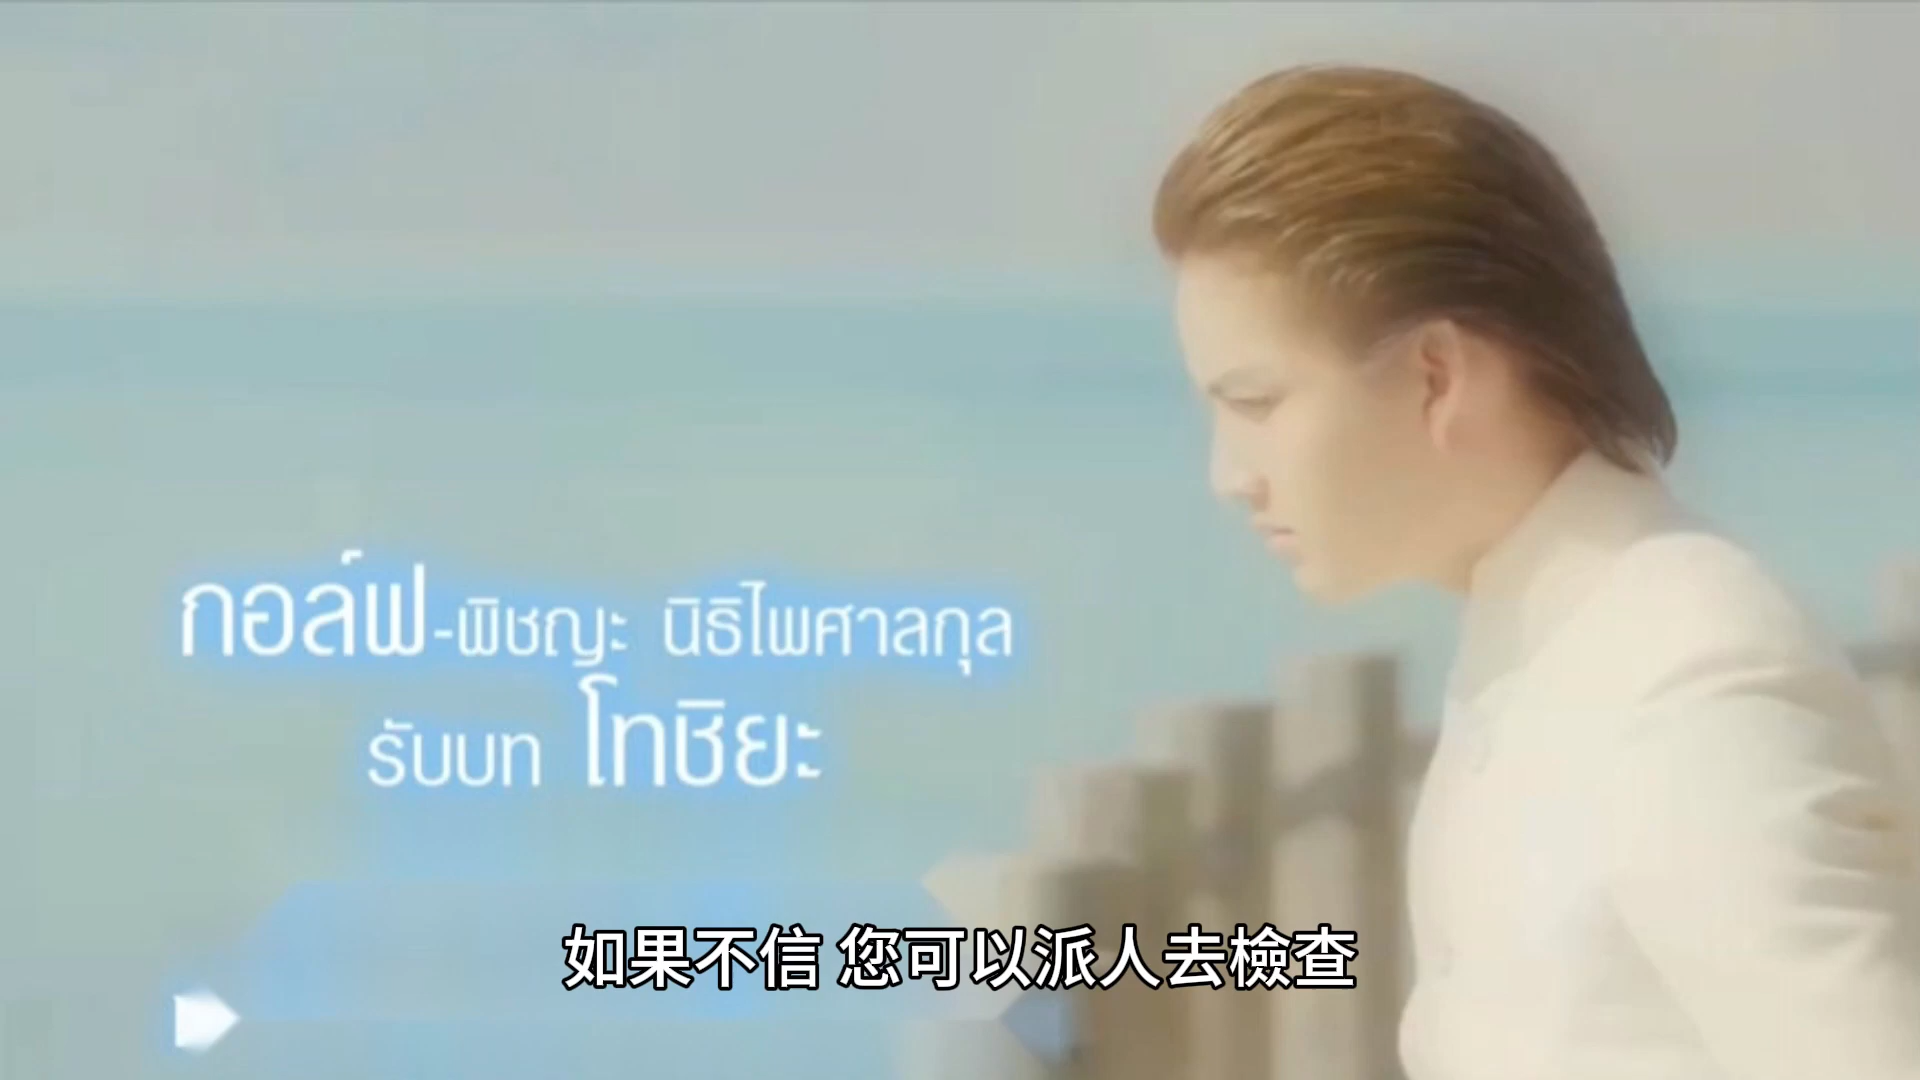 กอล์ฟ-พิชญะ นิธิไพศาลกุล
รับบท โทชิยะ
如果不信 您可以派人去檢查